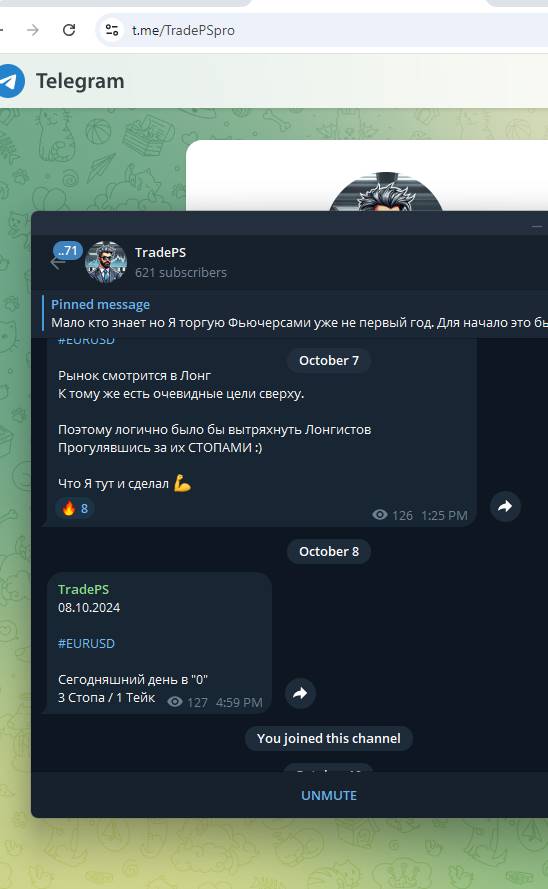 t.me/TradePSpro
Telegram
..71
TradePS
621 subscribers
Pinned message
Мало кто знает но Я торгую Фьючерсами уже не первый год. Для начало это
#EURUSD
October 7
Рынок смотрится в Лонг
К тому же есть очевидные цели сверху.
Поэтому логично было бы вытряхнуть Лонгистов
Прогулявшись за их СТОПАМИ :)
Что Я тут и сделал 💪
🔥 8
126 1:25 PM
October 8
TradePS
08.10.2024
#EURUSD
Сегодняшний день в "0"
3 Стопа / 1 Тейк
127 4:59 PM
You joined this channel
UNMUTE